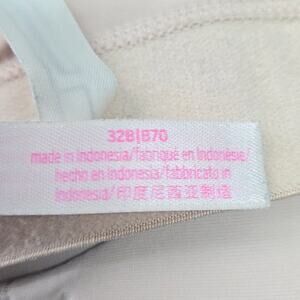 32B|B70
made in Indonesia/fabriqué en Indonésie/
hecho en Indonesia/fabbricato in
Indonesia/印度尼西亚制造